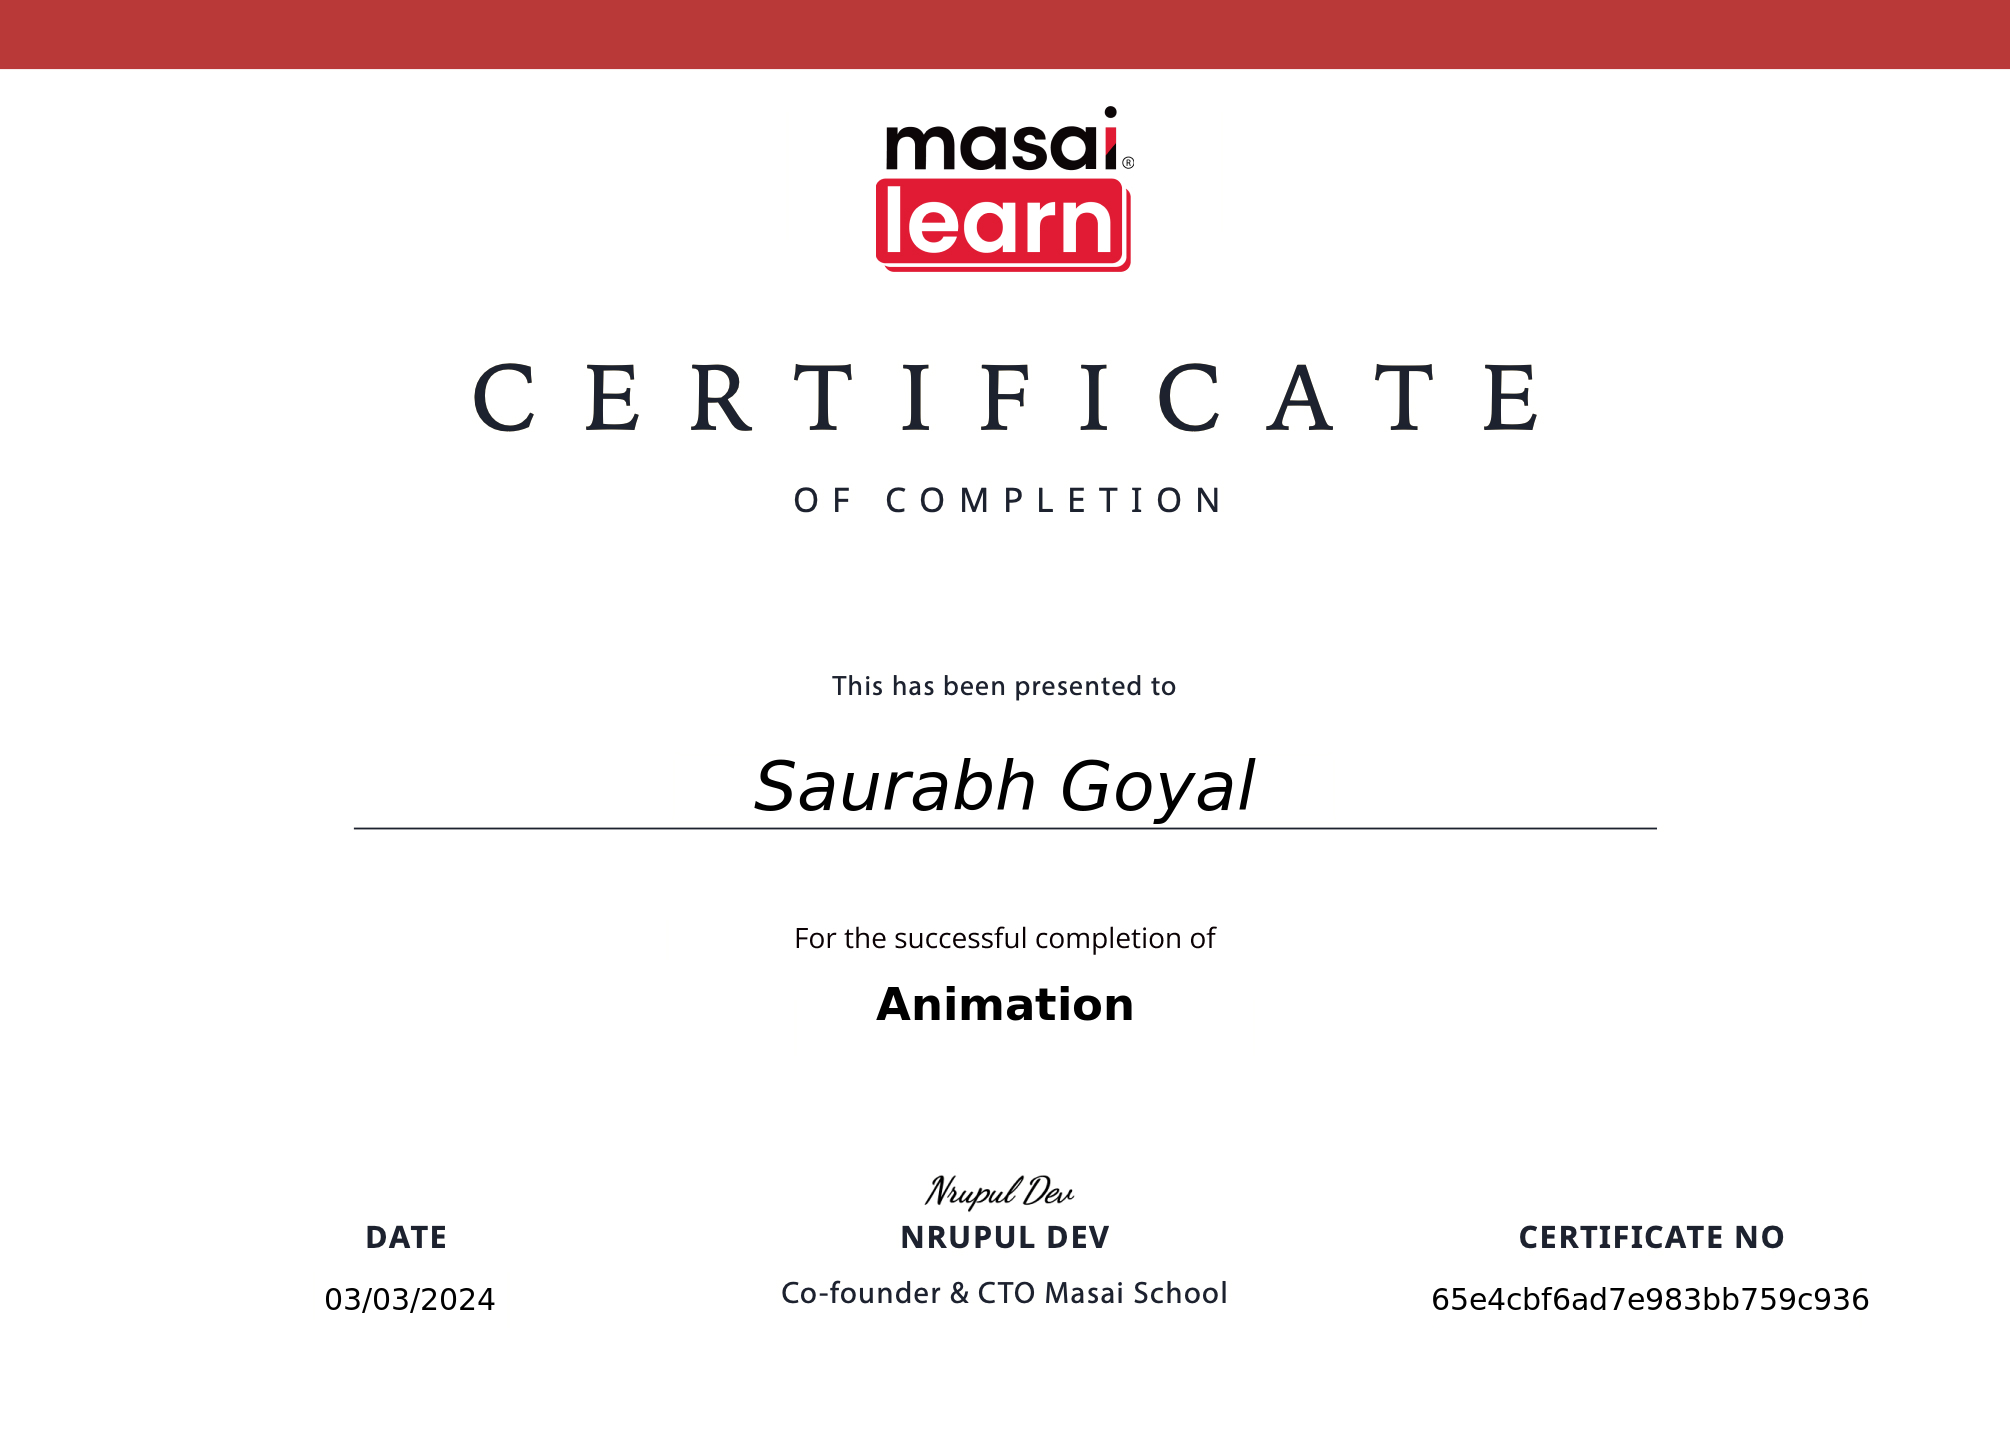 masai®
learn
CERTIFICATE
OF COMPLETION
This has been presented to
Saurabh Goyal
For the successful completion of
Animation
Nrupul Dev
DATE
NRUPUL DEV
CERTIFICATE NO
03/03/2024
Co-founder & CTO Masai School
65e4cbf6ad7e983bb759c936